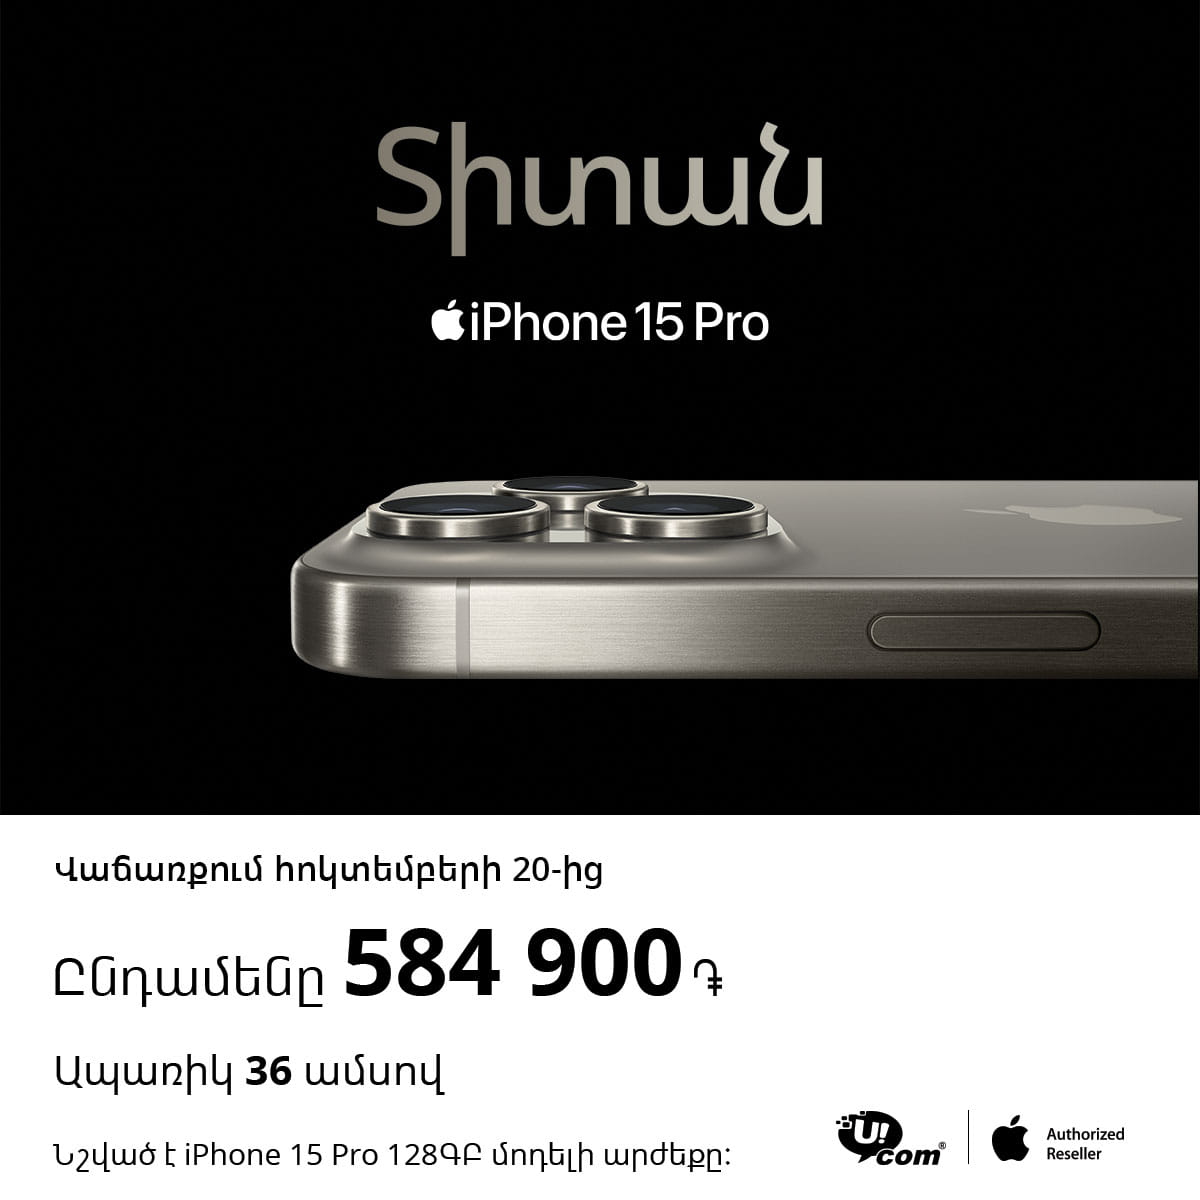 Տիտան
iPhone 15 Pro
Վաճառքում հոկտեմբերի 20-ից
Ընդամենը 584 900 ֏
Ապառիկ 36 ամսով
Նշված է iPhone 15 Pro 128ԳԲ մոդելի արժեքը:
U!com®
Authorized
Reseller